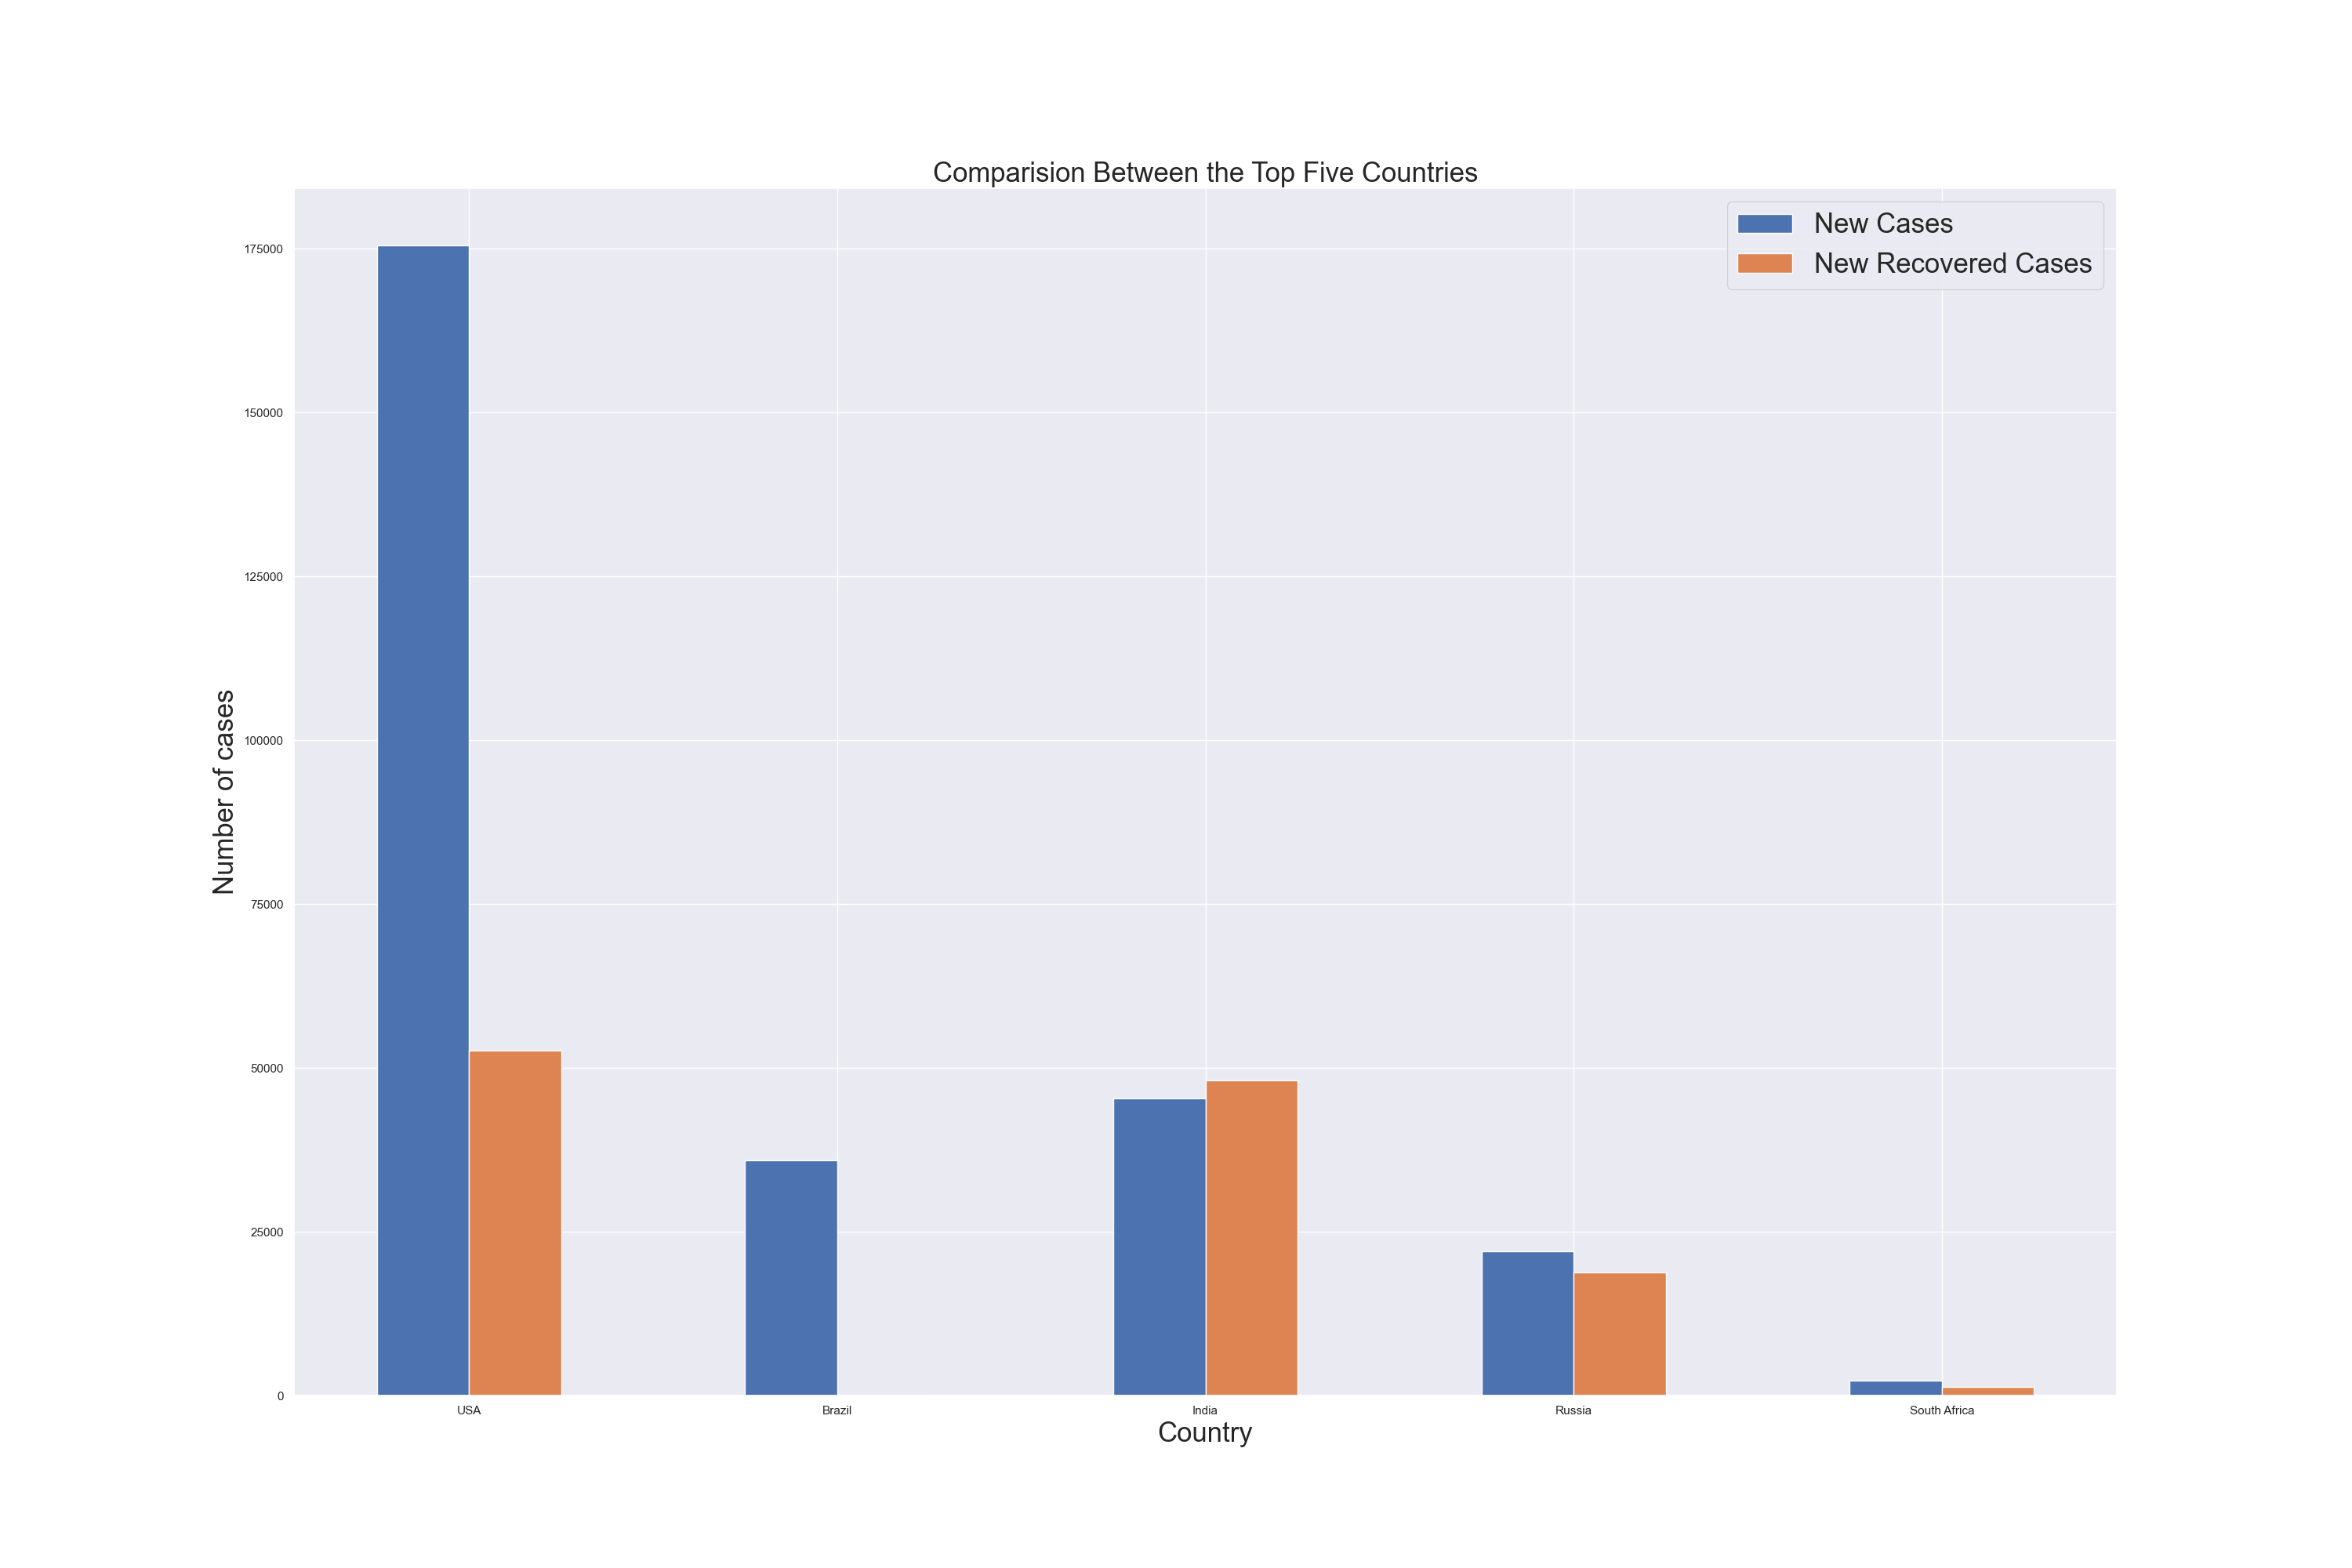 Comparision Between the Top Five Countries
New Cases
New Recovered Cases
175000
150000
125000
100000
75000
50000
25000
0
Number of cases
USA
Brazil
India
Russia
South Africa
Country